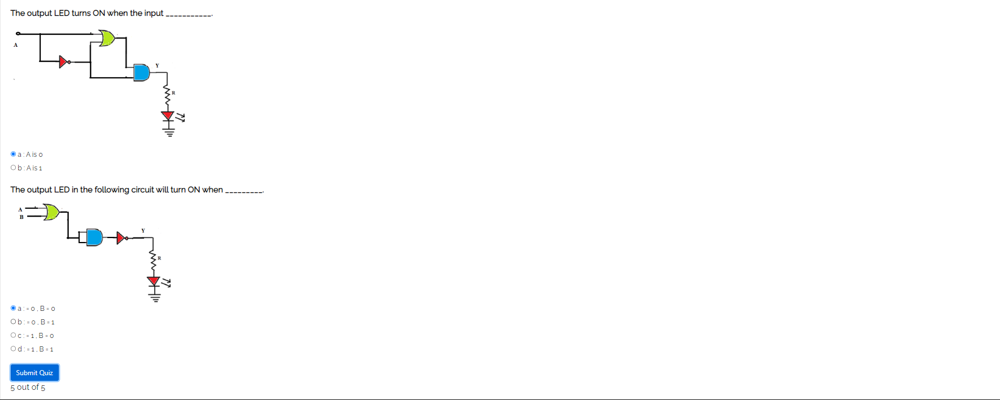 The output LED turns ON when the input ___________.
A
Y
R
a : A is 0
b : A is 1
The output LED in the following circuit will turn ON when _________.
A
B
Y
R
a : = 0 , B = 0
b : = 0 , B = 1
c : = 1 , B = 0
d : = 1 , B = 1
Submit Quiz
5 out of 5